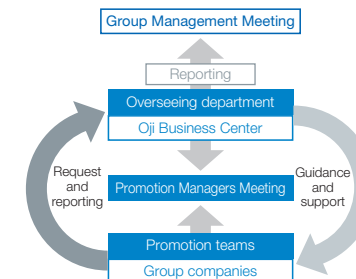 Group Management Meeting
Reporting
Overseeing department
Oji Business Center
Request
and
reporting
Promotion Managers Meeting
Guidance
and
support
Promotion teams
Group companies